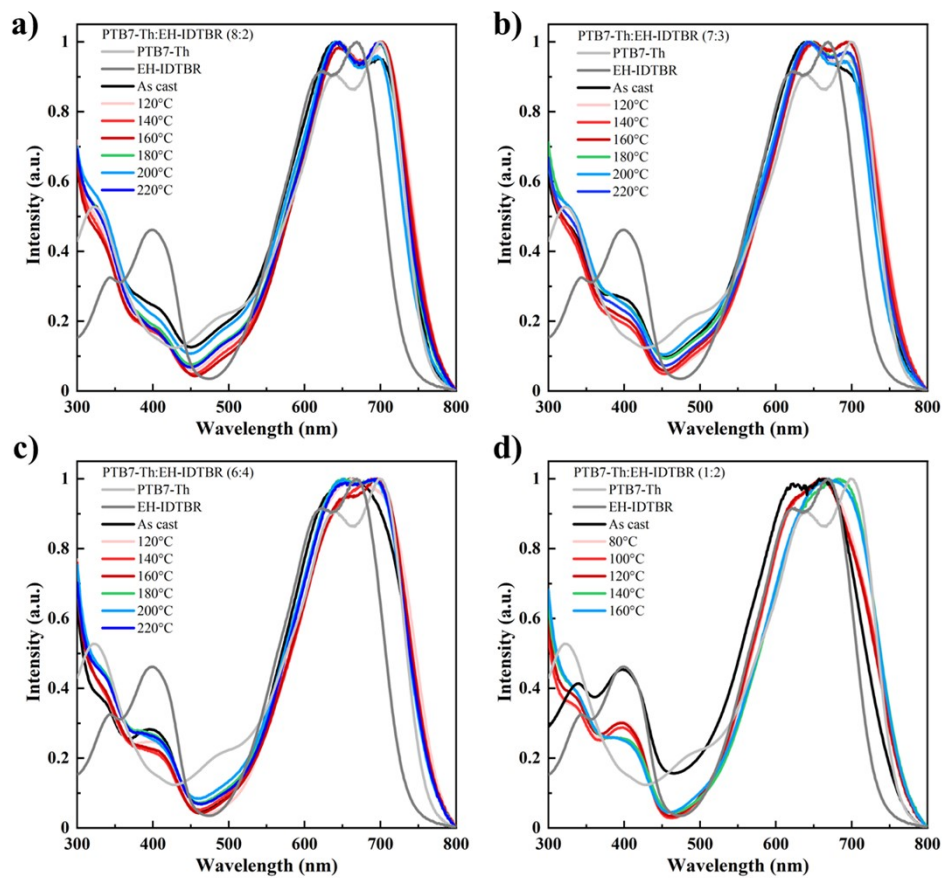 a)
PTB7-Th:EH-IDTBR (8:2)
PTB7-Th
EH-IDTBR
As cast
120°C
140°C
160°C
180°C
200°C
220°C
Intensity (a.u.)
1
0.8
0.6
0.4
0.2
0
300 400 500 600 700 800
Wavelength (nm)
b)
PTB7-Th:EH-IDTBR (7:3)
PTB7-Th
EH-IDTBR
As cast
120°C
140°C
160°C
180°C
200°C
220°C
Intensity (a.u.)
1
0.8
0.6
0.4
0.2
0
300 400 500 600 700 800
Wavelength (nm)
c)
PTB7-Th:EH-IDTBR (6:4)
PTB7-Th
EH-IDTBR
As cast
120°C
140°C
160°C
180°C
200°C
220°C
Intensity (a.u.)
1
0.8
0.6
0.4
0.2
0
300 400 500 600 700 800
Wavelength (nm)
d)
PTB7-Th:EH-IDTBR (1:2)
PTB7-Th
EH-IDTBR
As cast
80°C
100°C
120°C
140°C
160°C
Intensity (a.u.)
1
0.8
0.6
0.4
0.2
0
300 400 500 600 700 800
Wavelength (nm)